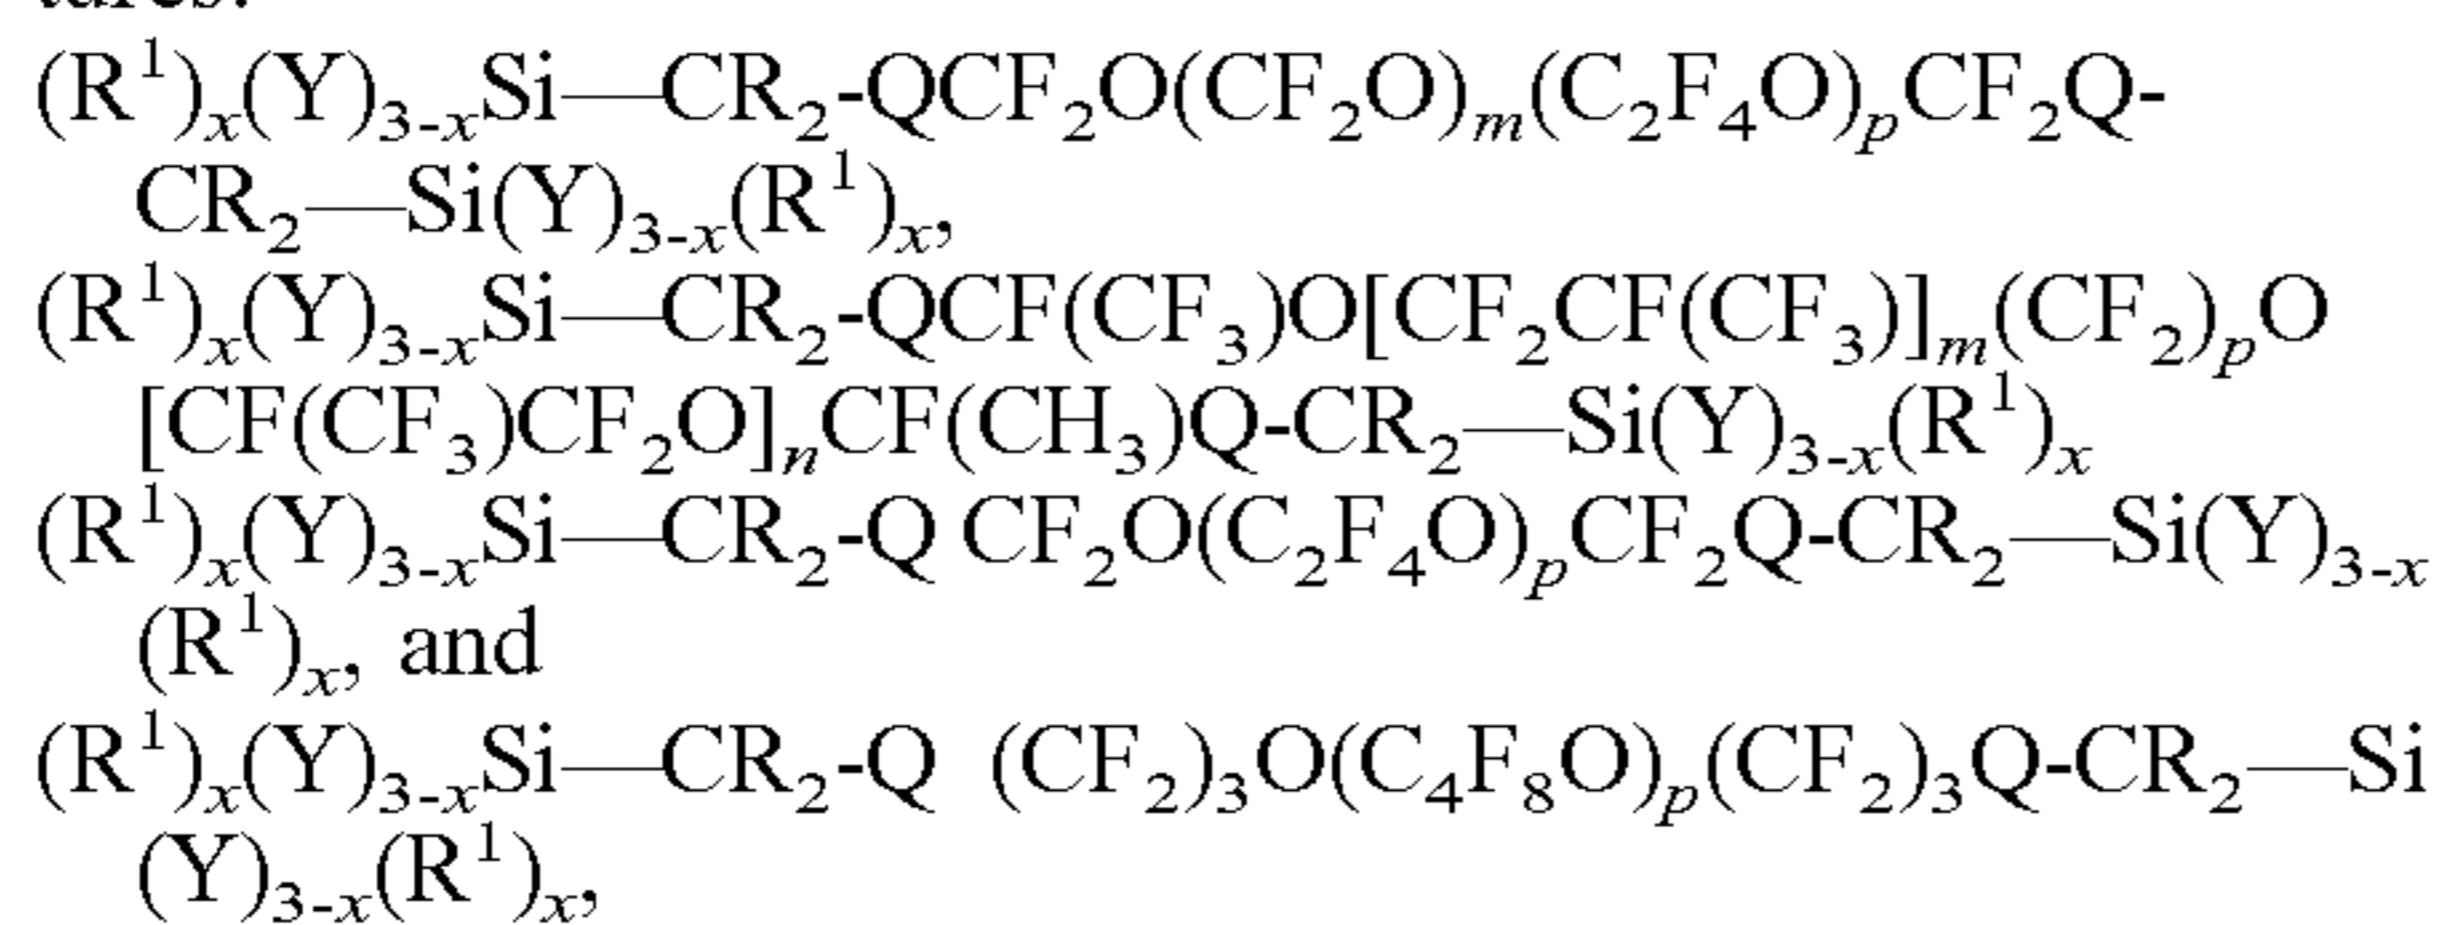 tures:
(R¹)ₓ(Y)₃₋ₓSi—CR₂-QCF₂O(CF₂O)ₘ(C₂F₄O)ₚCF₂Q-
CR₂—Si(Y)₃₋ₓ(R¹)ₓ,
(R¹)ₓ(Y)₃₋ₓSi—CR₂-QCF(CF₃)O[CF₂CF(CF₃)]ₘ(CF₂)ₚO
[CF(CF₃)CF₂O]ₙCF(CH₃)Q-CR₂—Si(Y)₃₋ₓ(R¹)ₓ
(R¹)ₓ(Y)₃₋ₓSi—CR₂-Q CF₂O(C₂F₄O)ₚCF₂Q-CR₂—Si(Y)₃₋ₓ
(R¹)ₓ, and
(R¹)ₓ(Y)₃₋ₓSi—CR₂-Q (CF₂)₃O(C₄F₈O)ₚ(CF₂)₃Q-CR₂—Si
(Y)₃₋ₓ(R¹)ₓ,